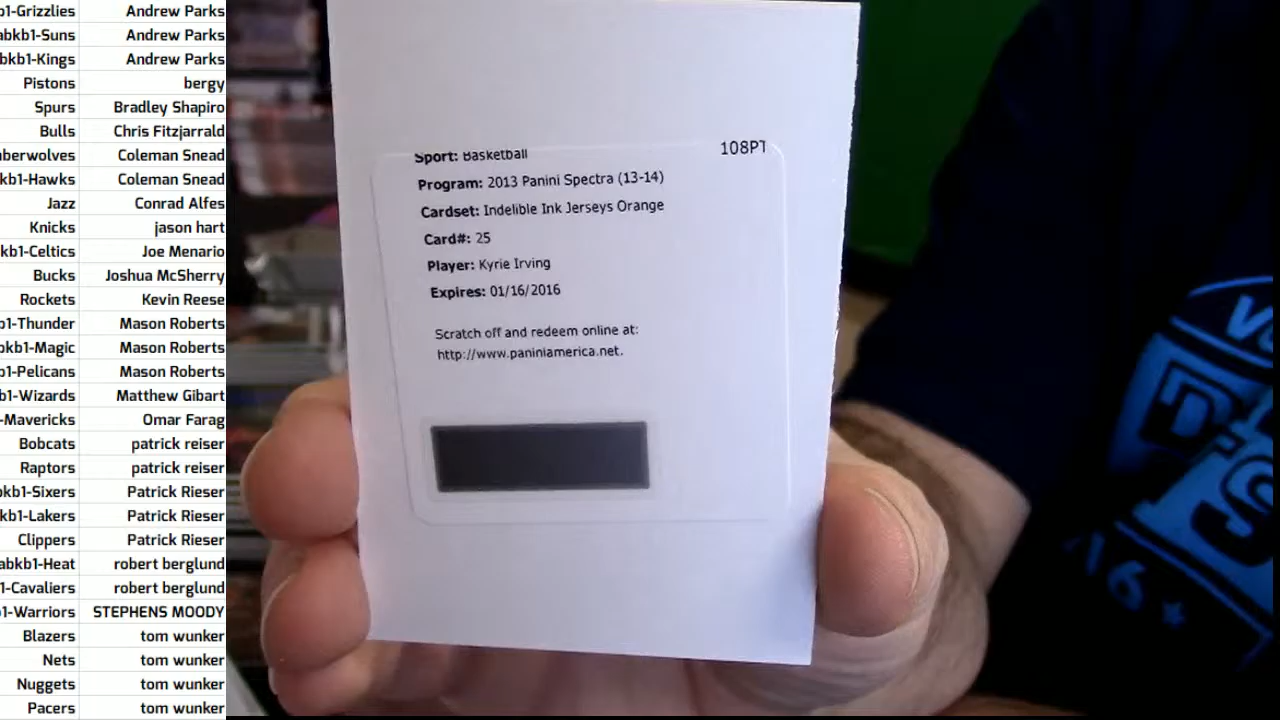 b1-Grizzlies Andrew Parks
abkb1-Suns Andrew Parks
bkb1-Kings Andrew Parks
Pistons bergy
Spurs Bradley Shapiro
Bulls Chris Fitzjarrald
nberwolves Coleman Snead
kb1-Hawks Coleman Snead
Jazz Conrad Alfes
Knicks jason hart
kb1-Celtics Joe Menario
Bucks Joshua McSherry
Rockets Kevin Reese
b1-Thunder Mason Roberts
bkb1-Magic Mason Roberts
b1-Pelicans Mason Roberts
b1-Wizards Matthew Gibart
-Mavericks Omar Farag
Bobcats patrick reiser
Raptors patrick reiser
bkb1-Sixers Patrick Rieser
kb1-Lakers Patrick Rieser
Clippers Patrick Rieser
abkb1-Heat robert berglund
1-Cavaliers robert berglund
b1-Warriors STEPHENS MOODY
Blazers tom wunker
Nets tom wunker
Nuggets tom wunker
Pacers tom wunker
108PT
Sport: Basketball
Program: 2013 Panini Spectra (13-14)
Cardset: Indelible Ink Jerseys Orange
Card#: 25
Player: Kyrie Irving
Expires: 01/16/2016
Scratch off and redeem online at:
http://www.paniniamerica.net.